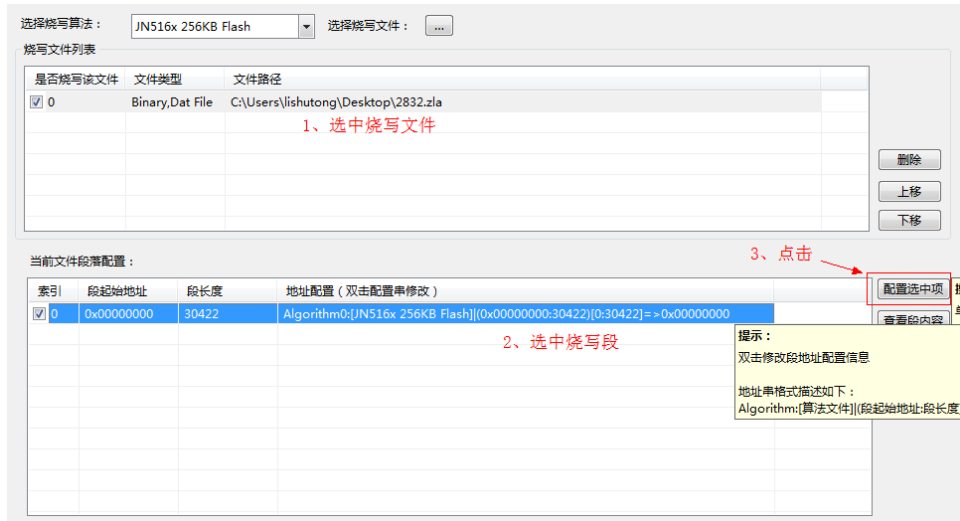 选择烧写算法： JN516x 256KB Flash 选择烧写文件： ...
烧写文件列表
是否烧写该文件 文件类型 文件路径
0 Binary,Dat File C:\Users\lishutong\Desktop\2832.zla
1、选中烧写文件
删除
上移
下移
3、点击
当前文件段落配置：
索引 段起始地址 段长度 地址配置（双击配置串修改）
配置选中项
0 0x00000000 30422 Algorithm0:[JN516x 256KB Flash]|(0x00000000:30422)[0:30422]=>0x00000000
查看段内容
2、选中烧写段
提示：
双击修改段地址配置信息
地址串格式描述如下：
Algorithm:[算法文件]|(段起始地址:段长度